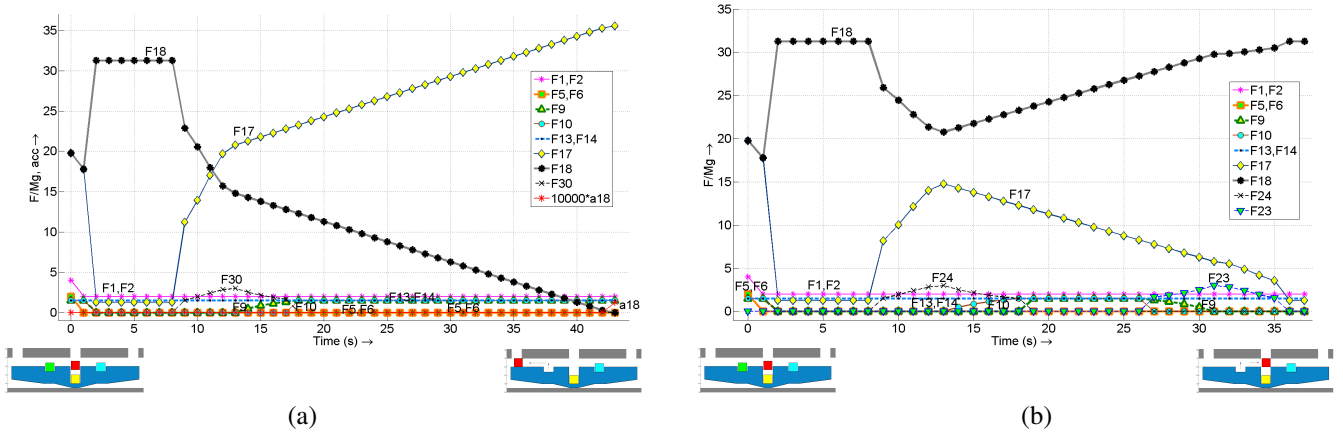 35
30
25
20
15
10
5
0
F/Mg, acc →
F18
F17
F1,F2
F30
F9
F10
F13,F14
F5,F6
F5,F6
a18
F1,F2
F5,F6
F9
F10
F13,F14
F17
F18
F30
10000*a18
0 5 10 15 20 25 30 35 40
Time (s) →
(a)
35
30
25
20
15
10
5
0
F/Mg →
F18
F17
F5,F6
F1,F2
F24
F23
F13,F14
F10
F9
F1,F2
F5,F6
F9
F10
F13,F14
F17
F18
F24
F23
0 5 10 15 20 25 30 35
Time (s) →
(b)